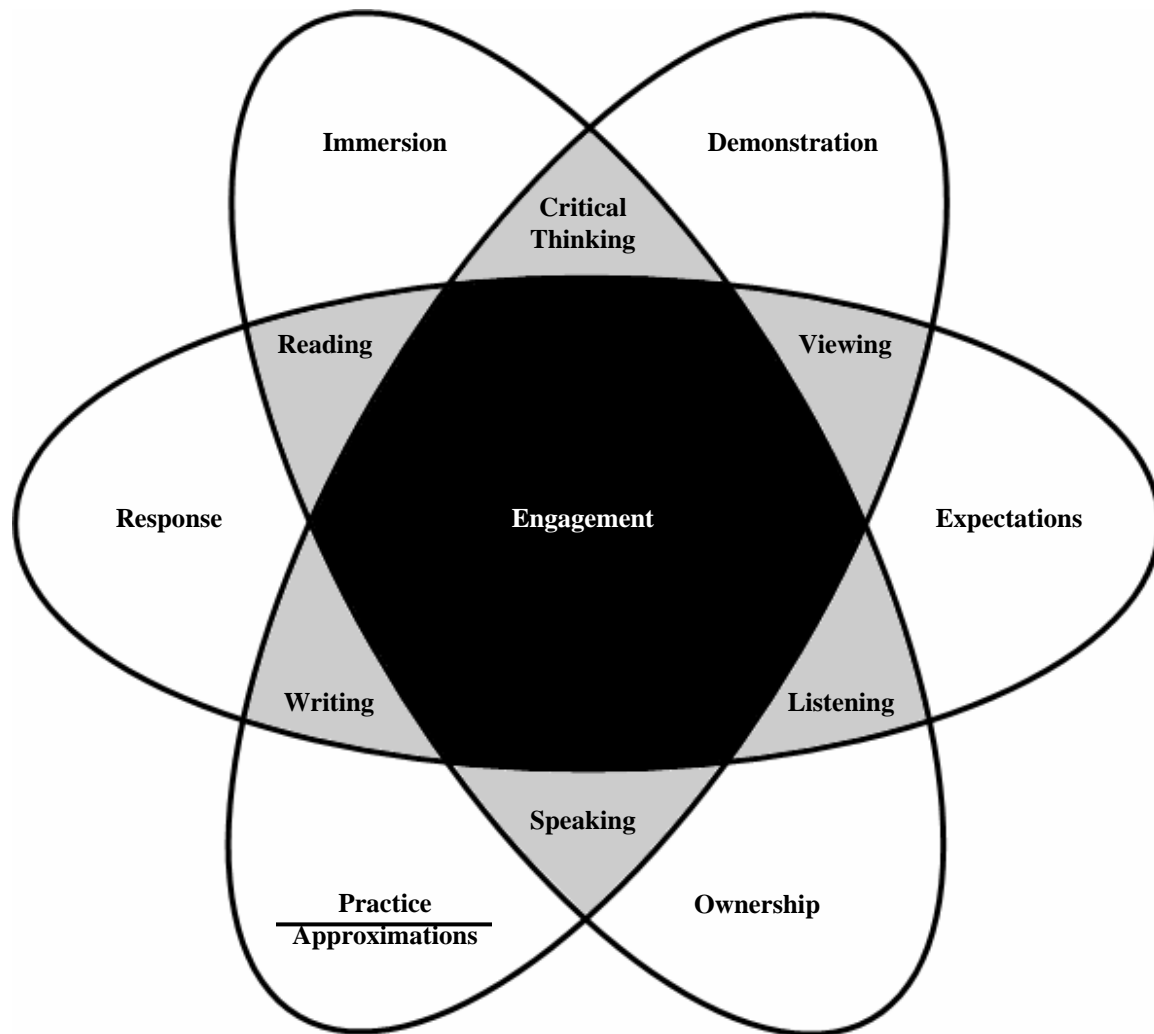 Immersion
Demonstration
Critical
Thinking
Reading
Viewing
Response
Engagement
Expectations
Writing
Listening
Speaking
Practice
Approximations
Ownership